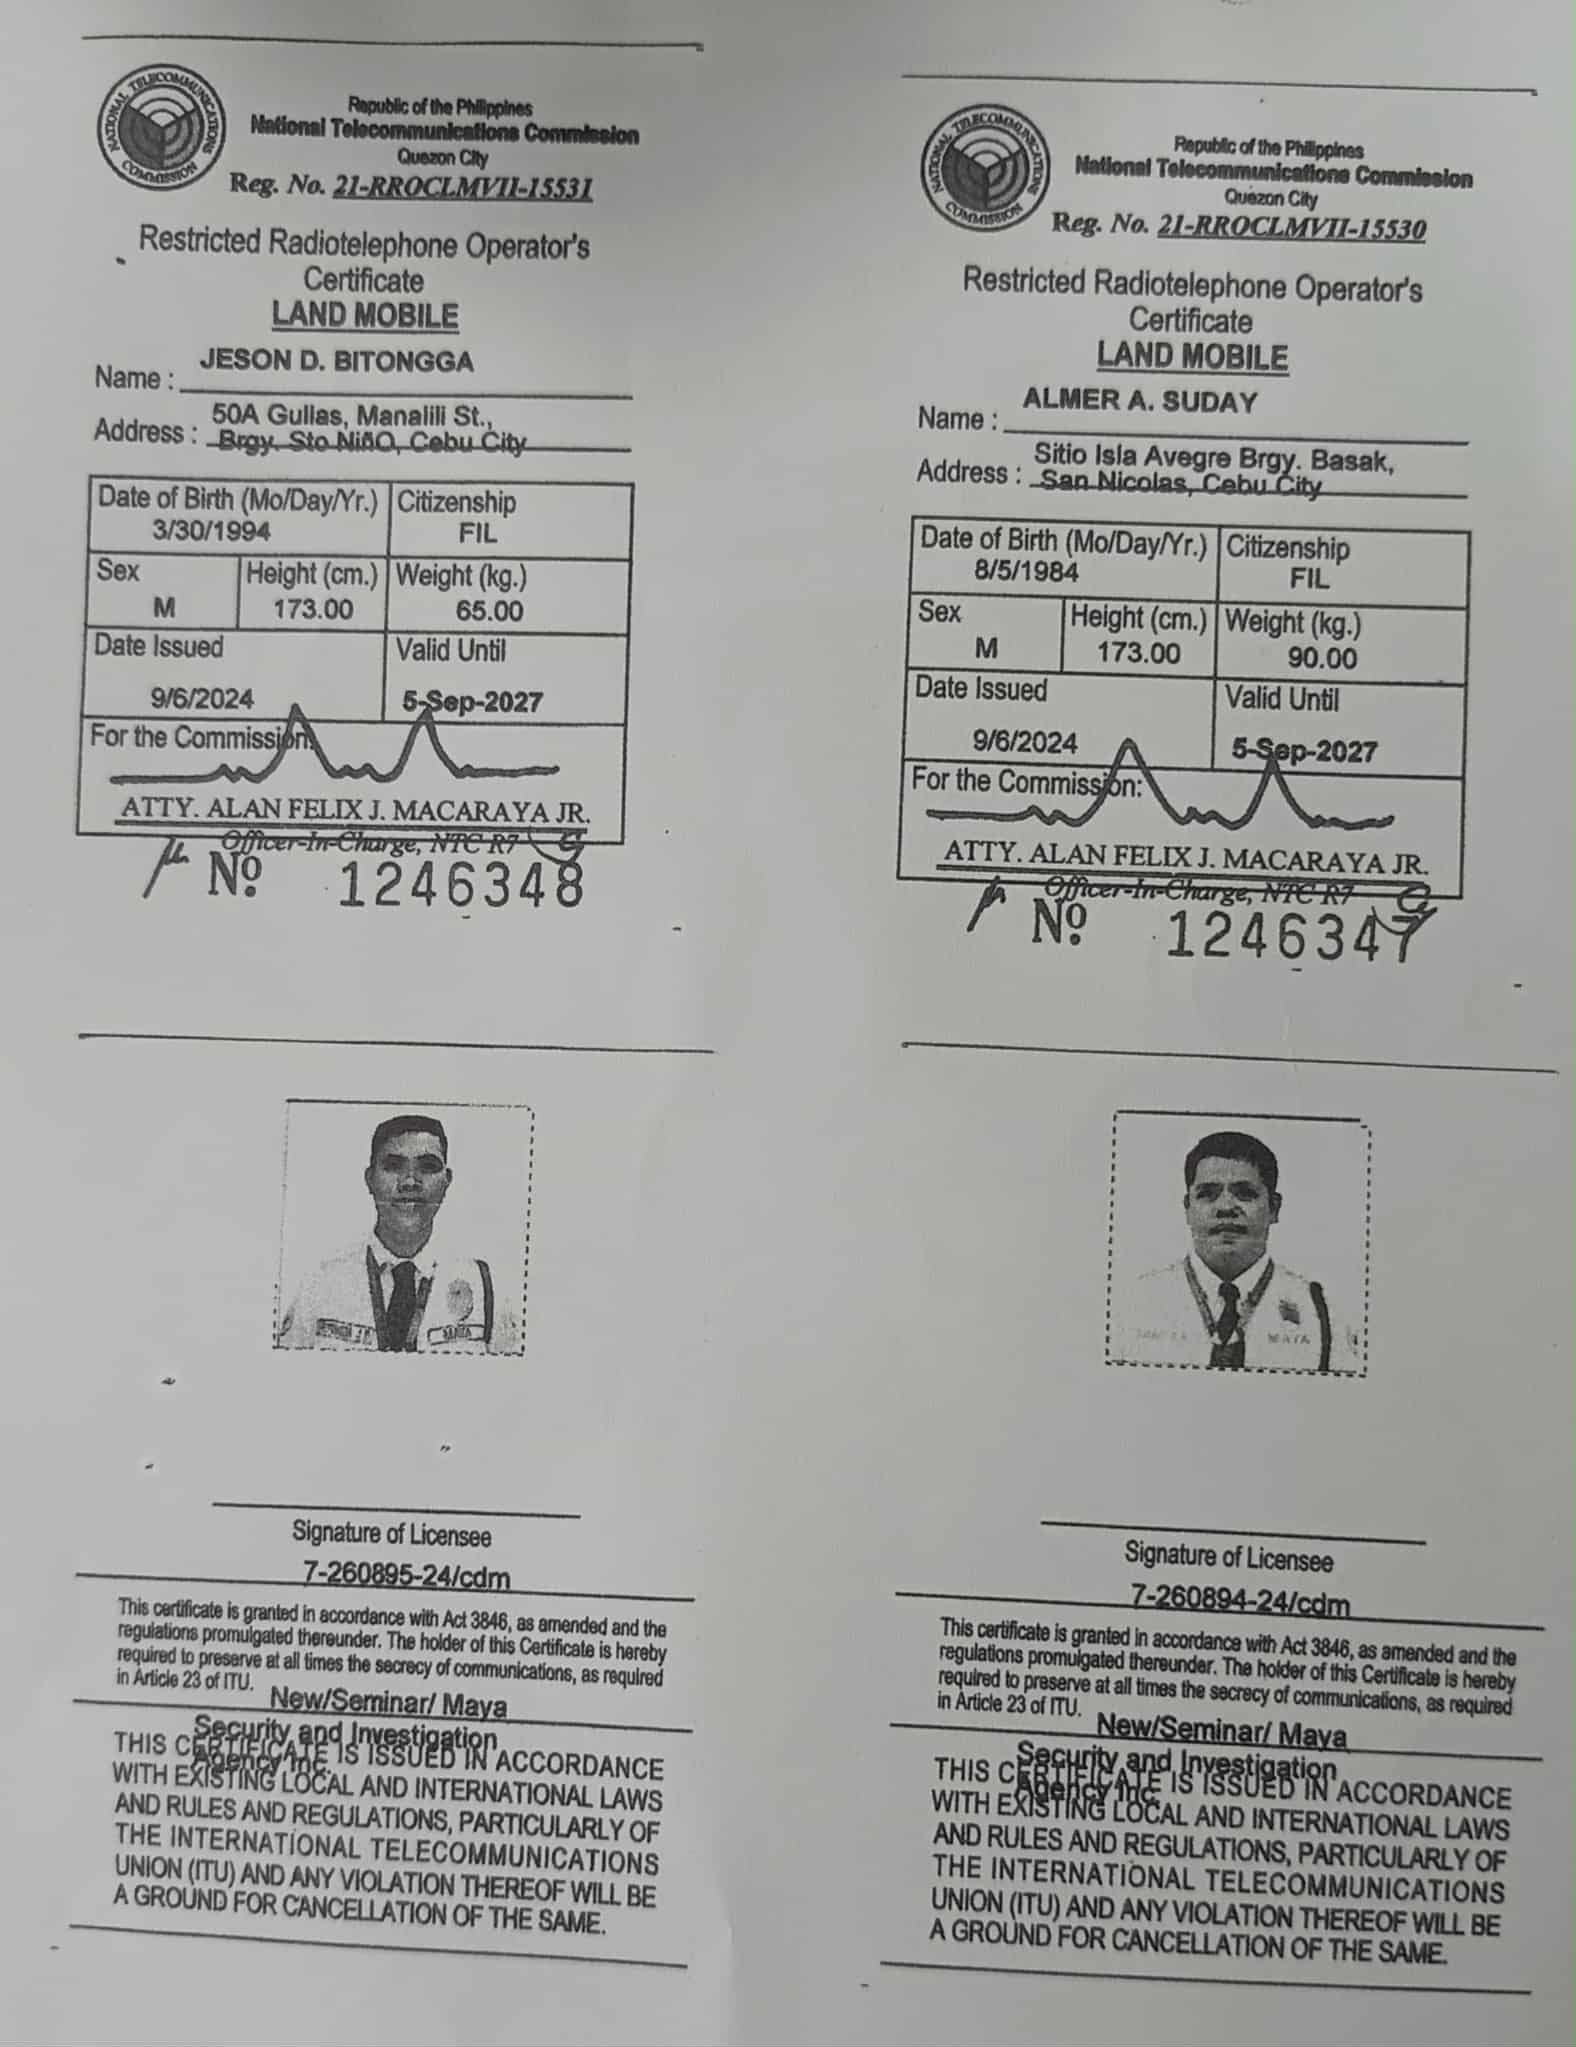 NATIONAL TELECOMMUNICATIONS COMMISSION
Republic of the Philippines
National Telecommunications Commission
Quezon City
Reg. No. 21-RROCLMVII-15531
Restricted Radiotelephone Operator's
Certificate
LAND MOBILE
Name : JESON D. BITONGGA
Address : 50A Gullas, Manalili St.,
Brgy. Sto NiñO, Cebu City
Date of Birth (Mo/Day/Yr.) Citizenship
3/30/1994 FIL
Sex Height (cm.) Weight (kg.)
M 173.00 65.00
Date Issued Valid Until
9/6/2024 5-Sep-2027
For the Commission:
ATTY. ALAN FELIX J. MACARAYA JR.
Officer-In-Charge, NTC R7
Nº 1246348
Signature of Licensee
7-260895-24/cdm
This certificate is granted in accordance with Act 3846, as amended and the
regulations promulgated thereunder. The holder of this Certificate is hereby
required to preserve at all times the secrecy of communications, as required
in Article 23 of ITU.
New/Seminar/ Maya
Security and Investigation
Agency Inc.
THIS CERTIFICATE IS ISSUED IN ACCORDANCE
WITH EXISTING LOCAL AND INTERNATIONAL LAWS
AND RULES AND REGULATIONS, PARTICULARLY OF
THE INTERNATIONAL TELECOMMUNICATIONS
UNION (ITU) AND ANY VIOLATION THEREOF WILL BE
A GROUND FOR CANCELLATION OF THE SAME.
NATIONAL TELECOMMUNICATIONS COMMISSION
Republic of the Philippines
National Telecommunications Commission
Quezon City
Reg. No. 21-RROCLMVII-15530
Restricted Radiotelephone Operator's
Certificate
LAND MOBILE
Name : ALMER A. SUDAY
Address : Sitio Isla Avegre Brgy. Basak,
San Nicolas, Cebu City
Date of Birth (Mo/Day/Yr.) Citizenship
8/5/1984 FIL
Sex Height (cm.) Weight (kg.)
M 173.00 90.00
Date Issued Valid Until
9/6/2024 5-Sep-2027
For the Commission:
ATTY. ALAN FELIX J. MACARAYA JR.
Officer-In-Charge, NTC R7
Nº 1246347
MAYA
Signature of Licensee
7-260894-24/cdm
This certificate is granted in accordance with Act 3846, as amended and the
regulations promulgated thereunder. The holder of this Certificate is hereby
required to preserve at all times the secrecy of communications, as required
in Article 23 of ITU.
New/Seminar/ Maya
Security and Investigation
Agency Inc.
THIS CERTIFICATE IS ISSUED IN ACCORDANCE
WITH EXISTING LOCAL AND INTERNATIONAL LAWS
AND RULES AND REGULATIONS, PARTICULARLY OF
THE INTERNATIONAL TELECOMMUNICATIONS
UNION (ITU) AND ANY VIOLATION THEREOF WILL BE
A GROUND FOR CANCELLATION OF THE SAME.